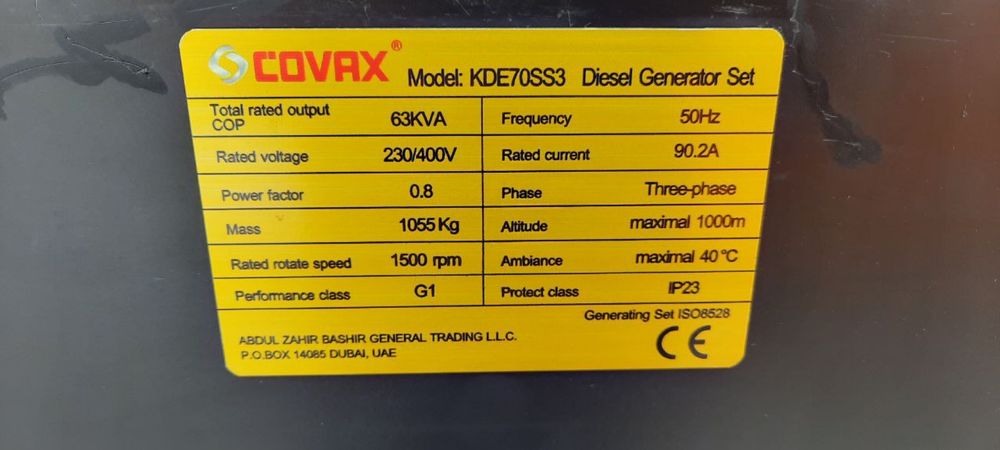 COVAX® Model: KDE70SS3 Diesel Generator Set
Total rated output COP 63KVA Frequency 50Hz
Rated voltage 230/400V Rated current 90.2A
Power factor 0.8 Phase Three-phase
Mass 1055Kg Altitude maximal 1000m
Rated rotate speed 1500 rpm Ambiance maximal 40℃
Performance class G1 Protect class IP23
Generating Set ISO8528
ABDUL ZAHIR BASHIR GENERAL TRADING L.L.C.
P.O.BOX 14085 DUBAI, UAE
CE